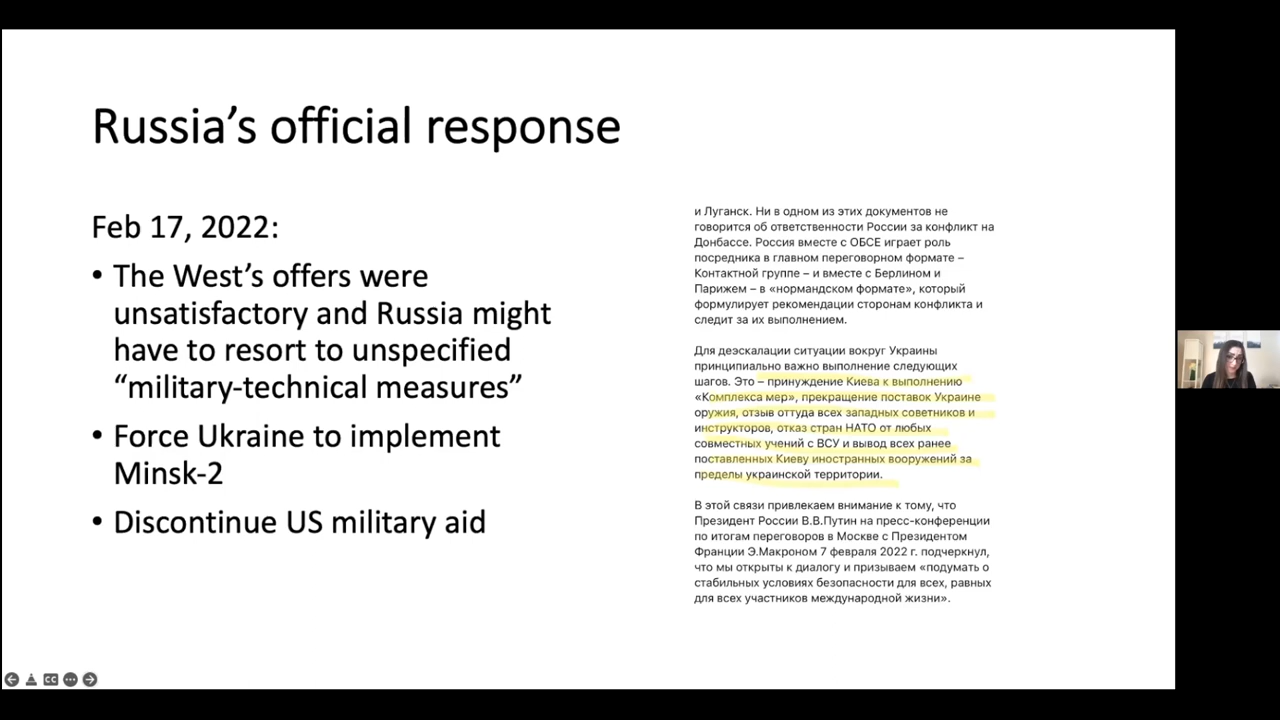 Russia's official response
Feb 17, 2022:
• The West's offers were
unsatisfactory and Russia might
have to resort to unspecified
“military-technical measures”
• Force Ukraine to implement
Minsk-2
• Discontinue US military aid
и Луганск. Ни в одном из этих документов не
говорится об ответственности России за конфликт на
Донбассе. Россия вместе с ОБСЕ играет роль
посредника в главном переговорном формате –
Контактной группе – и вместе с Берлином и
Парижем – в «нормандском формате», который
формулирует рекомендации сторонам конфликта и
следит за их выполнением.
Для деэскалации ситуации вокруг Украины
принципиально важно выполнение следующих
шагов. Это – принуждение Киева к выполнению
«Комплекса мер», прекращение поставок Украине
оружия, отзыв оттуда всех западных советников и
инструкторов, отказ стран НАТО от любых
совместных учений с ВСУ и вывод всех ранее
поставленных Киеву иностранных вооружений за
пределы украинской территории.
В этой связи привлекаем внимание к тому, что
Президент России В.В.Путин на пресс-конференции
по итогам переговоров в Москве с Президентом
Франции Э.Макроном 7 февраля 2022 г. подчеркнул,
что мы открыты к диалогу и призываем «подумать о
стабильных условиях безопасности для всех, равных
для всех участников международной жизни».
CC